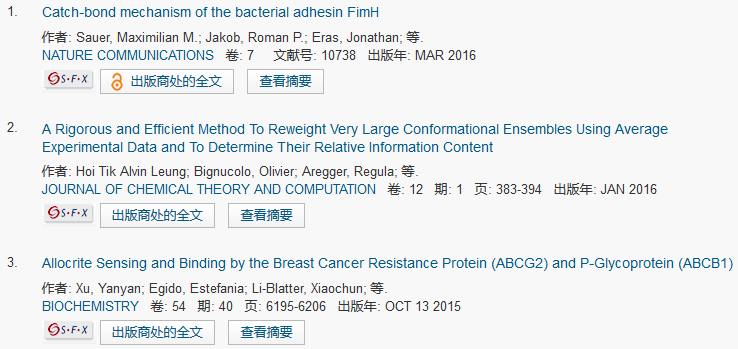 1. Catch-bond mechanism of the bacterial adhesin FimH
作者: Sauer, Maximilian M.; Jakob, Roman P.; Eras, Jonathan; 等.
NATURE COMMUNICATIONS 卷: 7 文献号: 10738 出版年: MAR 2016
S·F·X 出版商处的全文 查看摘要
2. A Rigorous and Efficient Method To Reweight Very Large Conformational Ensembles Using Average
Experimental Data and To Determine Their Relative Information Content
作者: Hoi Tik Alvin Leung; Bignucolo, Olivier; Aregger, Regula; 等.
JOURNAL OF CHEMICAL THEORY AND COMPUTATION 卷: 12 期: 1 页: 383-394 出版年: JAN 2016
S·F·X 出版商处的全文 查看摘要
3. Allocrite Sensing and Binding by the Breast Cancer Resistance Protein (ABCG2) and P-Glycoprotein (ABCB1)
作者: Xu, Yanyan; Egido, Estefania; Li-Blatter, Xiaochun; 等.
BIOCHEMISTRY 卷: 54 期: 40 页: 6195-6206 出版年: OCT 13 2015
S·F·X 出版商处的全文 查看摘要